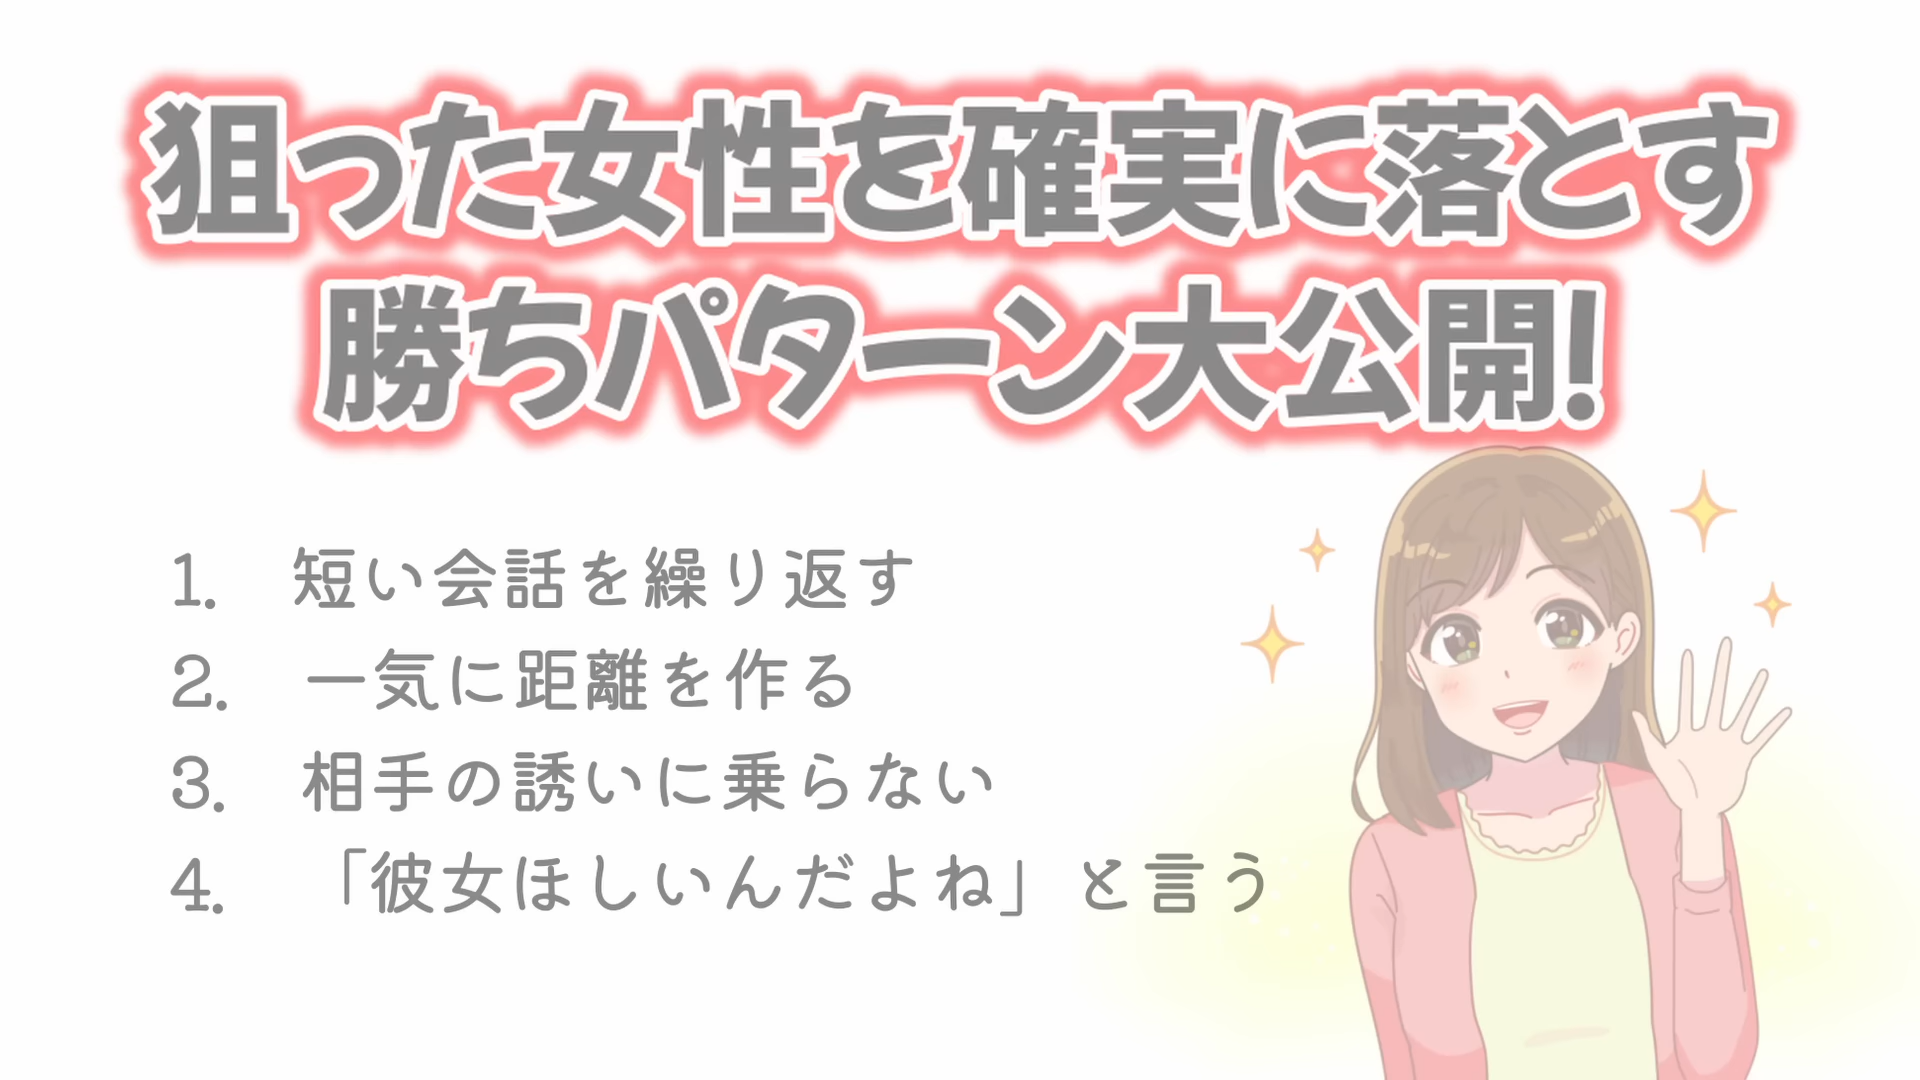 狙った女性を確実に落とす
勝ちパターン大公開!
1. 短い会話を繰り返す
2. 一気に距離を作る
3. 相手の誘いに乗らない
4. 「彼女ほしいんだよね」と言う